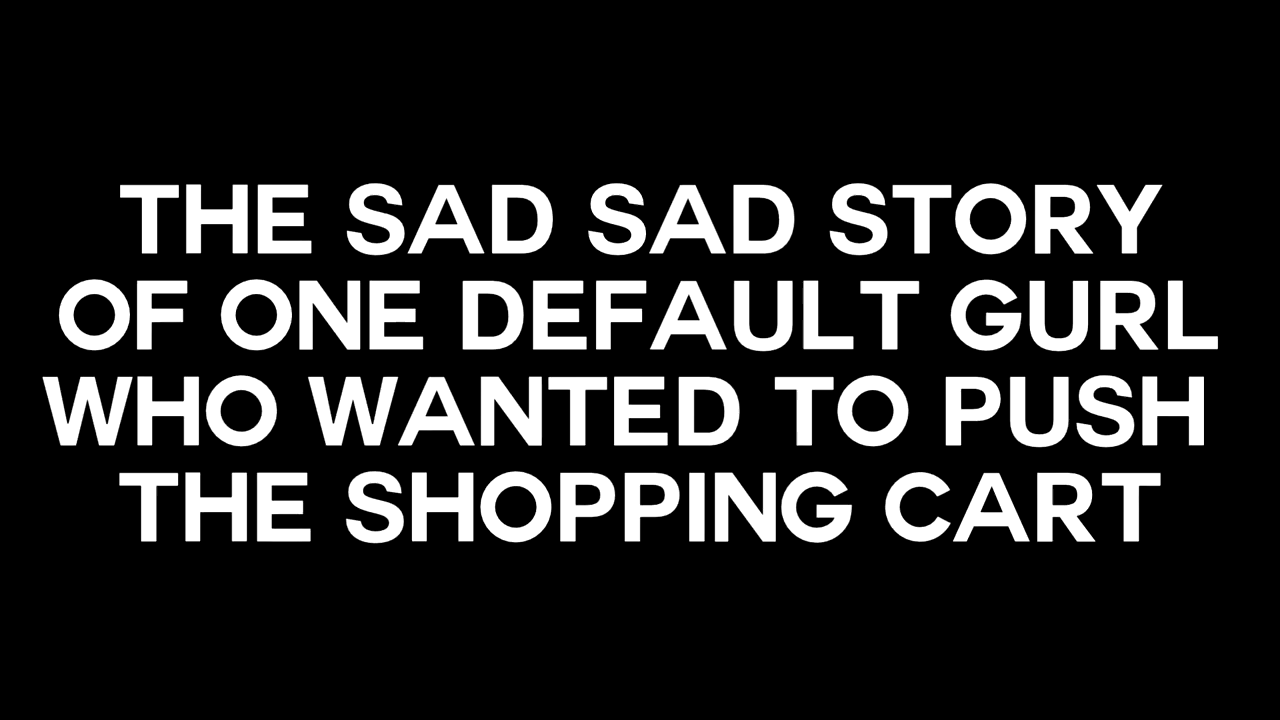 THE SAD SAD STORY
OF ONE DEFAULT GURL
WHO WANTED TO PUSH
THE SHOPPING CART